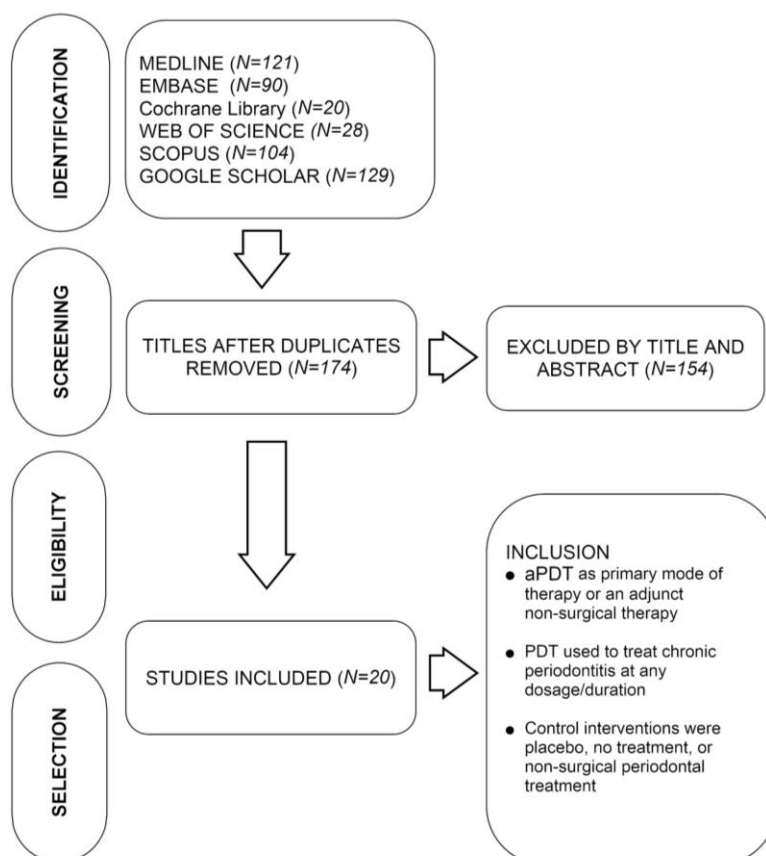 IDENTIFICATION
MEDLINE (N=121)
EMBASE (N=90)
Cochrane Library (N=20)
WEB OF SCIENCE (N=28)
SCOPUS (N=104)
GOOGLE SCHOLAR (N=129)
SCREENING
TITLES AFTER DUPLICATES
REMOVED (N=174)
EXCLUDED BY TITLE AND
ABSTRACT (N=154)
ELIGIBILITY
INCLUSION
● aPDT as primary mode of
therapy or an adjunct
non-surgical therapy
● PDT used to treat chronic
periodontitis at any
dosage/duration
● Control interventions were
placebo, no treatment, or
non-surgical periodontal
treatment
SELECTION
STUDIES INCLUDED (N=20)